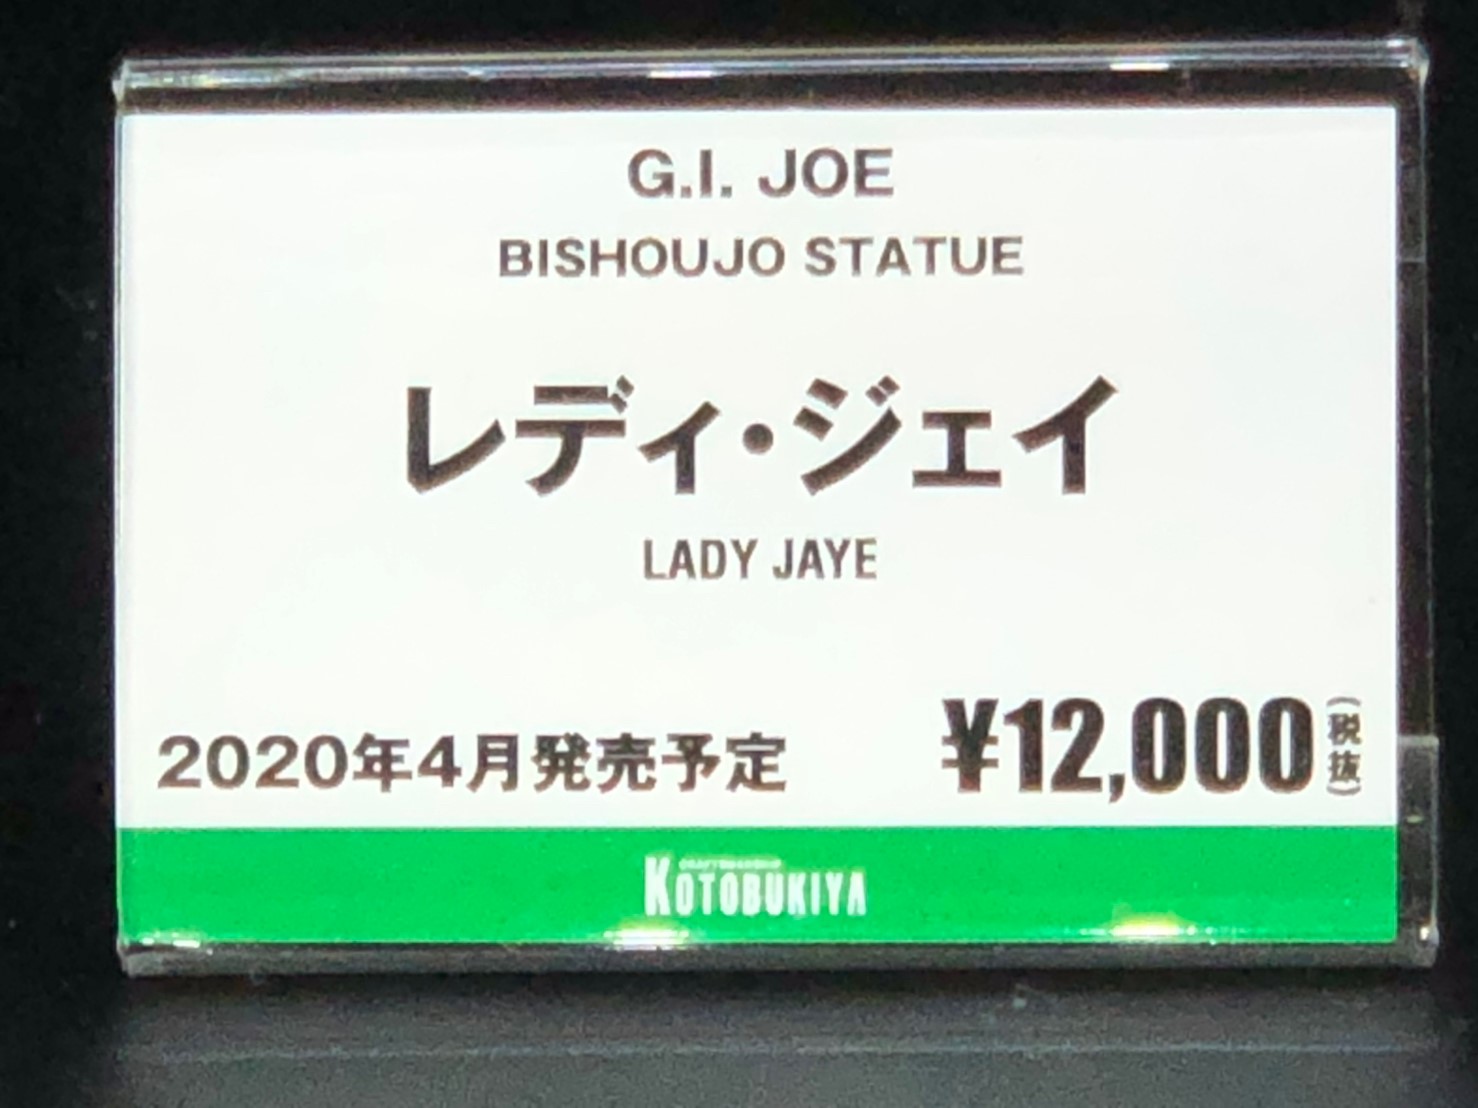 G.I. JOE
BISHOUJO STATUE
レディ・ジェイ
LADY JAYE
2020年4月発売予定
¥12,000(税抜)
KOTOBUKIYA